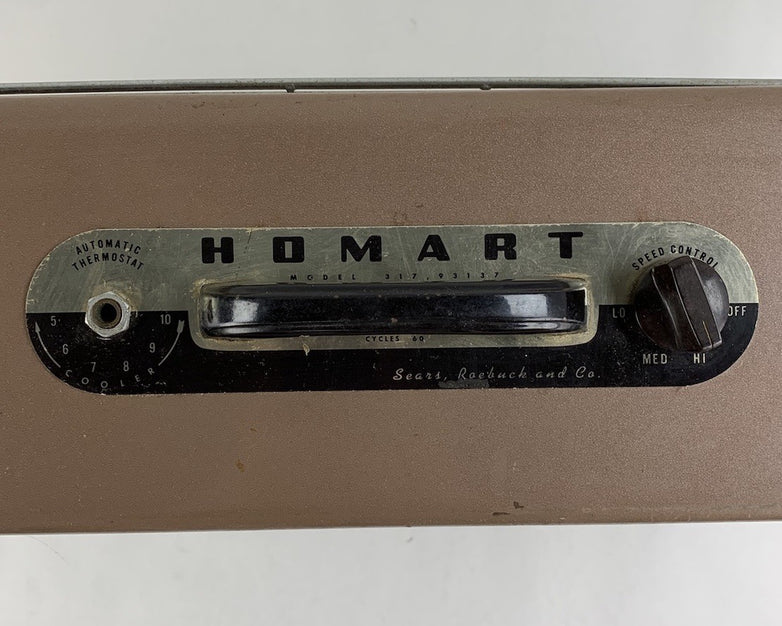 AUTOMATIC
THERMOSTAT
HOMART
MODEL 317.93137
SPEED CONTROL
5 10
6 9
7 8
COOLER
CYCLES 60
Sears, Roebuck and Co.
LO OFF
MED HI